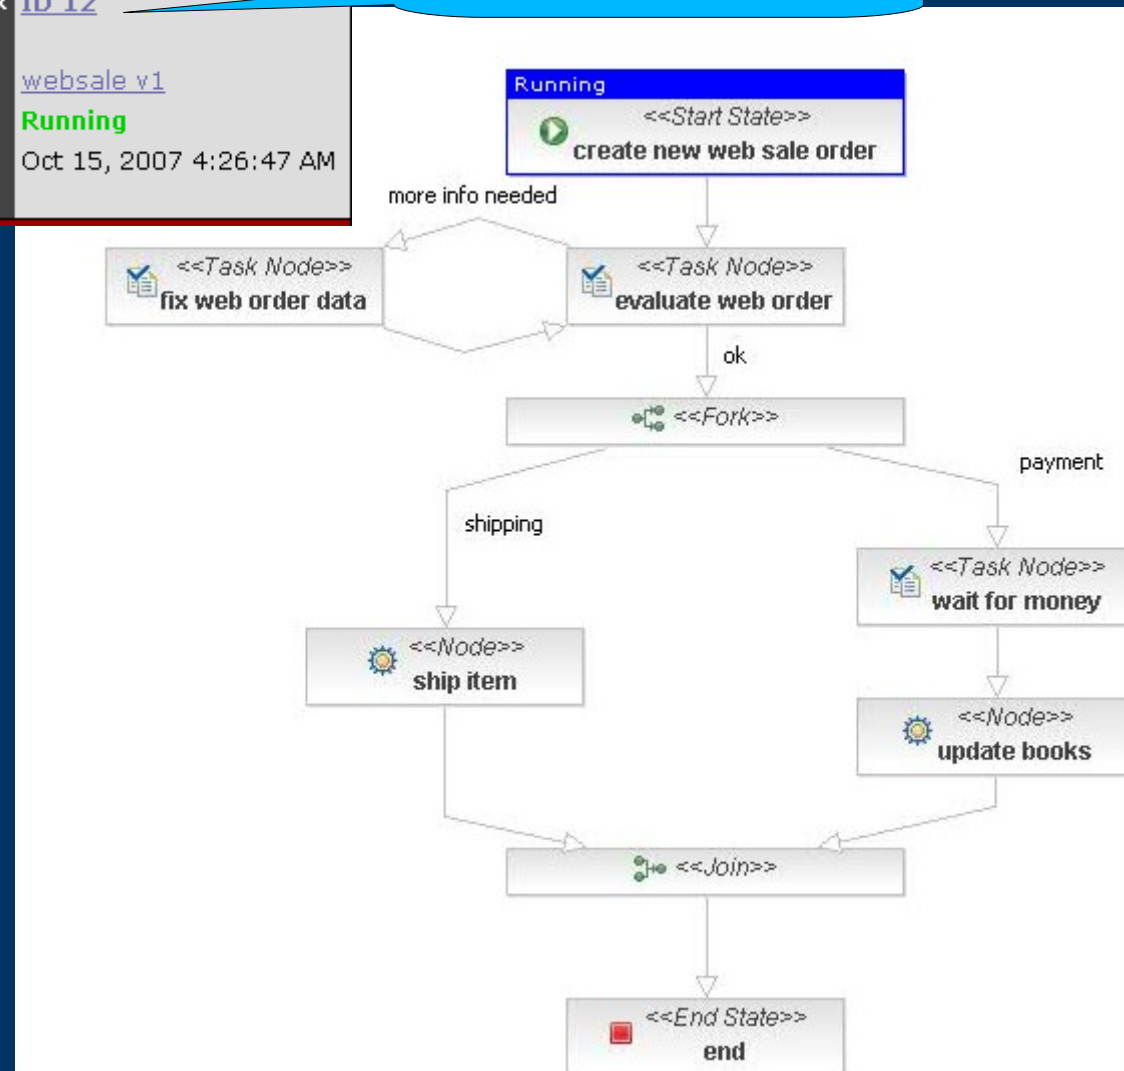 ID 12
websale v1
Running
Oct 15, 2007 4:26:47 AM
Running
<<Start State>>
create new web sale order
more info needed
<<Task Node>>
fix web order data
<<Task Node>>
evaluate web order
ok
<<Fork>>
payment
shipping
<<Task Node>>
wait for money
<<Node>>
ship item
<<Node>>
update books
<<Join>>
<<End State>>
end